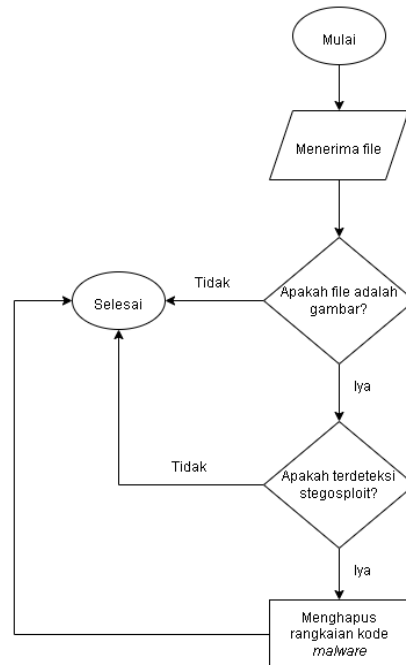 Mulai
Menerima file
Apakah file adalah
gambar?
Tidak
Selesai
Iya
Apakah terdeteksi
stegosploit?
Tidak
Iya
Menghapus
rangkaian kode
malware